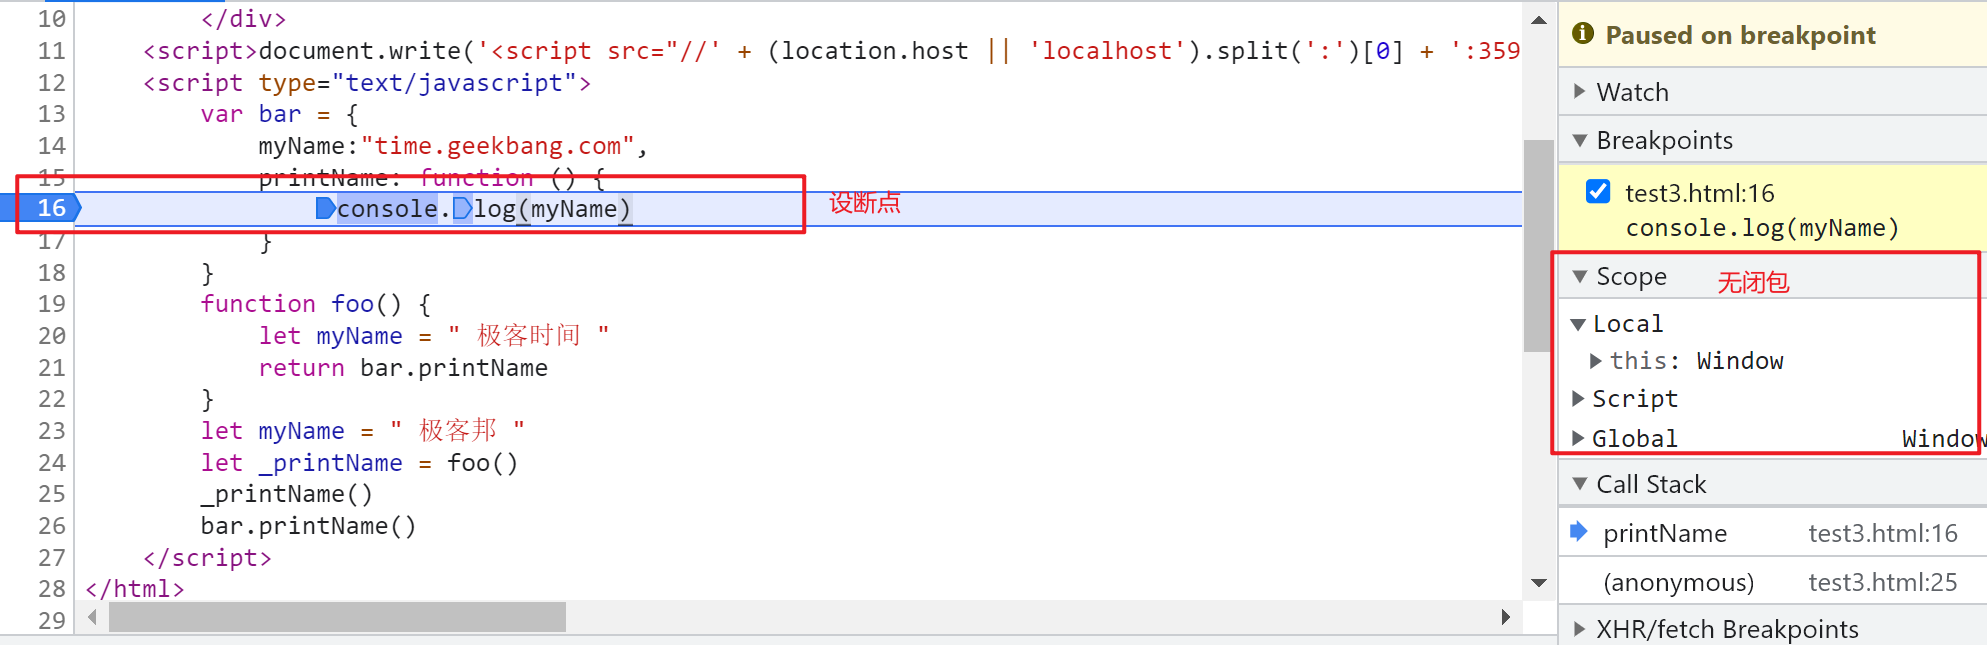 10 </div>
11 <script>document.write('<script src="//' + (location.host || 'localhost').split(':')[0] + ':359
12 <script type="text/javascript">
13 var bar = {
14 myName:"time.geekbang.com",
15 printName: function () {
16 console.log(myName)
设断点
17 }
18 }
19 function foo() {
20 let myName = " 极客时间 "
21 return bar.printName
22 }
23 let myName = " 极客邦 "
24 let _printName = foo()
25 _printName()
26 bar.printName()
27 </script>
28 </html>
29
Paused on breakpoint
Watch
Breakpoints
test3.html:16
console.log(myName)
Scope 无闭包
Local
this: Window
Script
Global Window
Call Stack
printName test3.html:16
(anonymous) test3.html:25
XHR/fetch Breakpoints